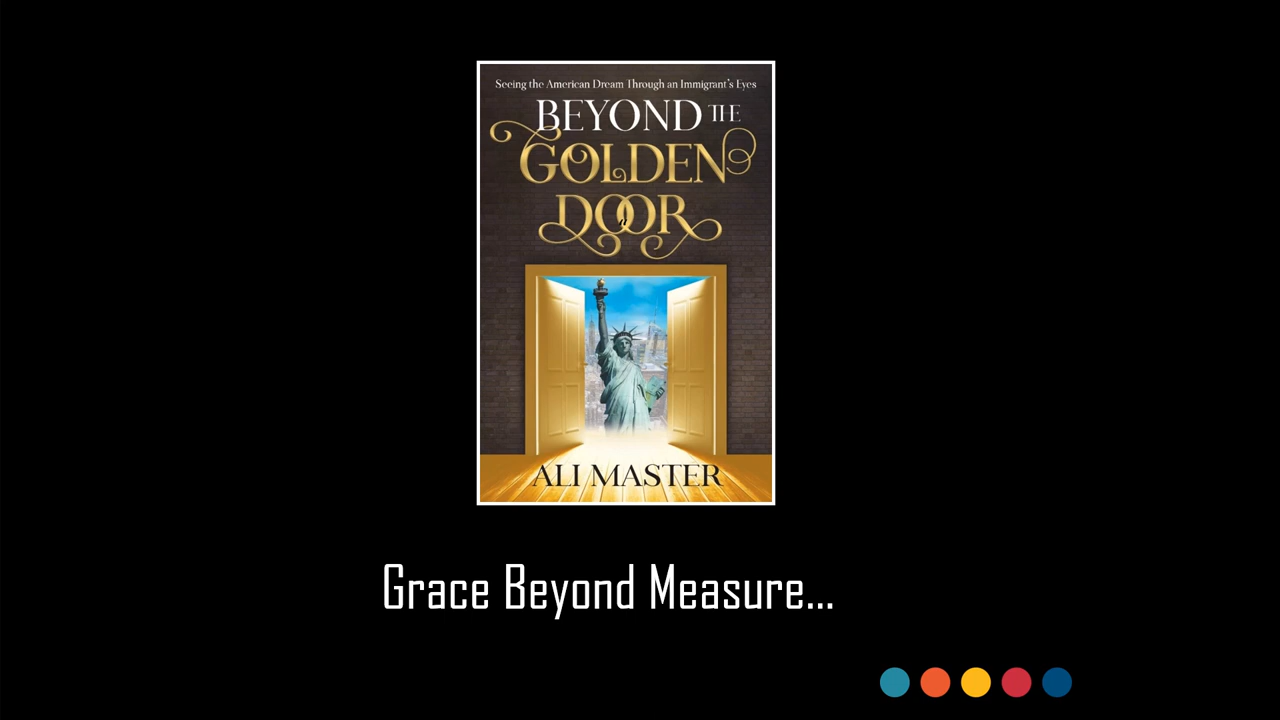 Seeing the American Dream Through an Immigrant's Eyes
BEYOND THE
GOLDEN
DOOR
ALI MASTER
Grace Beyond Measure...